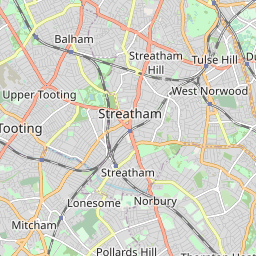 Balham
Streatham
Hill
Tulse Hill
Upper Tooting
West Norwood
Streatham
Tooting
Streatham
Lonesome
Norbury
Mitcham
Pollards Hill